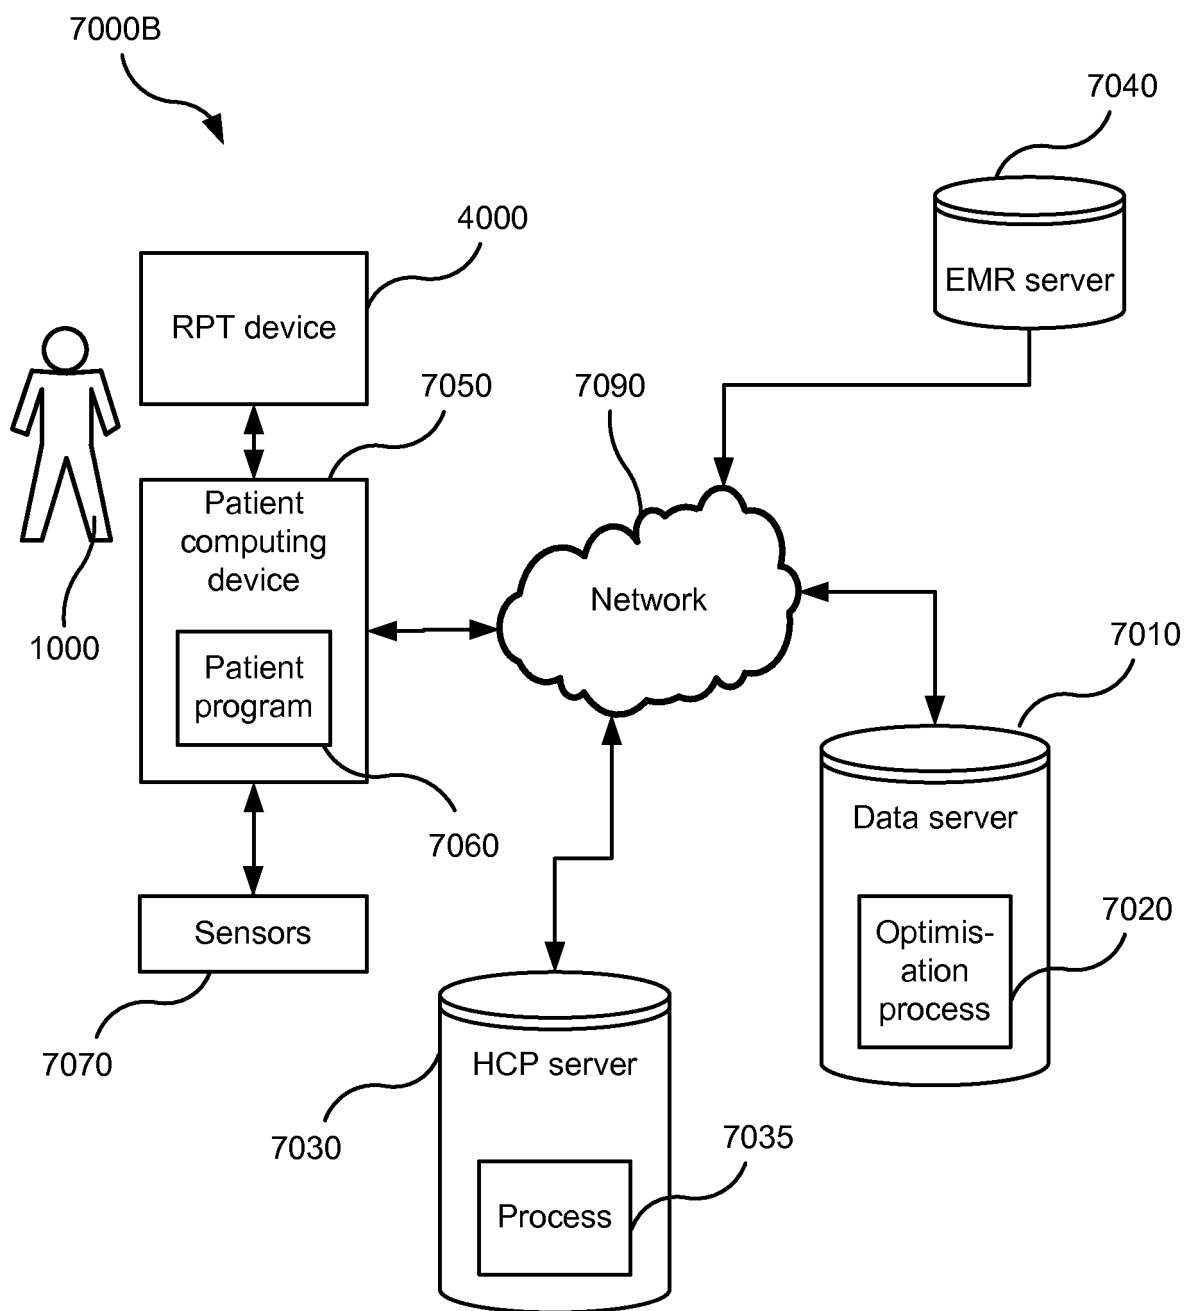 7000B
7040
4000
EMR server
RPT device
7050
7090
Patient
computing
device
Network
1000
Patient
program
7010
Data server
7060
7020
Sensors
Optimis-
ation
process
7070
HCP server
7030
7035
Process